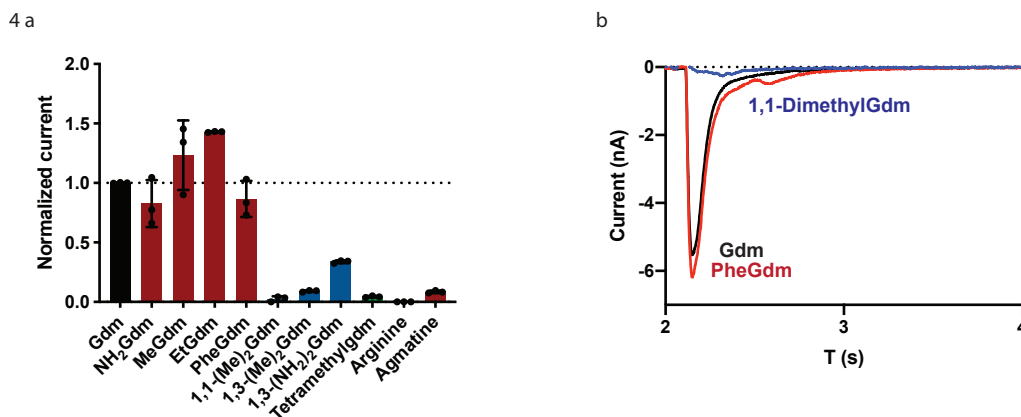 4 a
b
Normalized current
2.0
1.5
1.0
0.5
0.0
Gdm
NH2Gdm
MeGdm
EtGdm
PheGdm
1,1-(Me)2Gdm
1,3-(Me)2Gdm
1,3-(NH2)2Gdm
Tetramethylgdm
Arginine
Agmatine
Current (nA)
0
-2
-4
-6
1,1-DimethylGdm
Gdm
PheGdm
2
3
4
T (s)